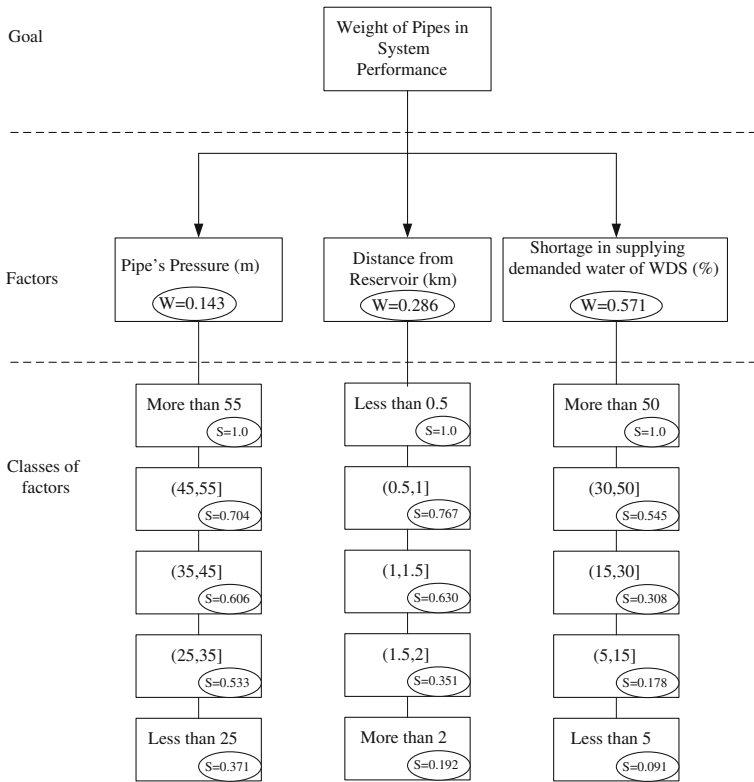 Goal
Weight of Pipes in
System
Performance
Factors
Pipe's Pressure (m)
W=0.143
Distance from
Reservoir (km)
W=0.286
Shortage in supplying
demanded water of WDS (%)
W=0.571
Classes of
factors
More than 55
S=1.0
(45,55]
S=0.704
(35,45]
S=0.606
(25,35]
S=0.533
Less than 25
S=0.371
Less than 0.5
S=1.0
(0.5,1]
S=0.767
(1,1.5]
S=0.630
(1.5,2]
S=0.351
More than 2
S=0.192
More than 50
S=1.0
(30,50]
S=0.545
(15,30]
S=0.308
(5,15]
S=0.178
Less than 5
S=0.091